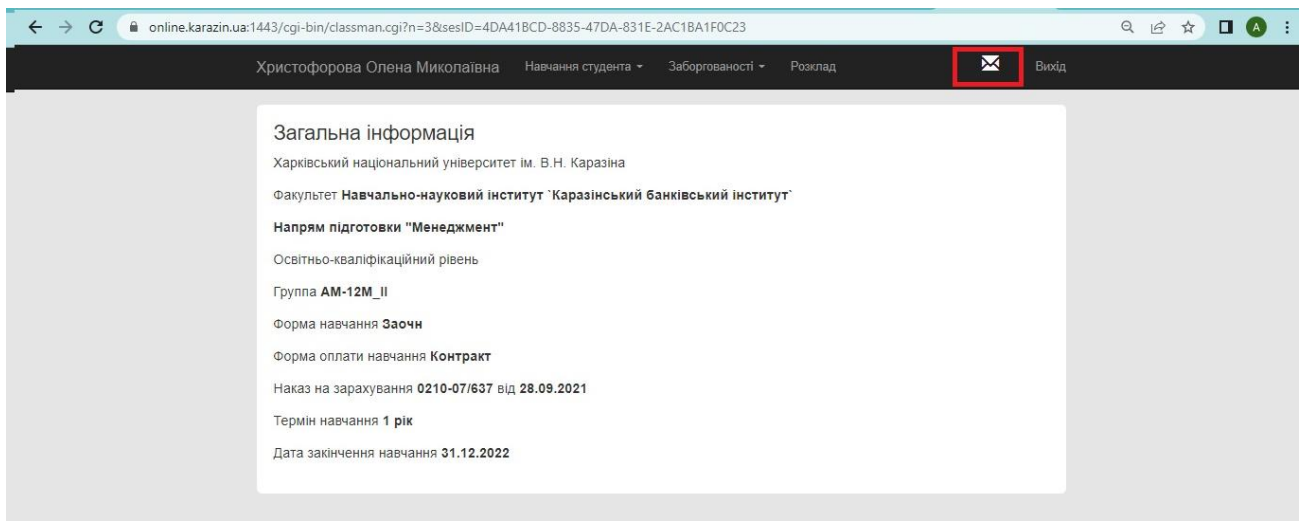 online.karazin.ua:1443/cgi-bin/classman.cgi?n=3&sesID=4DA41BCD-8835-47DA-831E-2AC1BA1F0C23
A
Христофорова Олена Миколаївна Навчання студента Заборгованості Розклад Вихід
Загальна інформація
Харківський національний університет ім. В.Н. Каразіна
Факультет Навчально-науковий інститут `Каразінський банківський інститут`
Напрям підготовки "Менеджмент"
Освітньо-кваліфікаційний рівень
Группа АМ-12М_II
Форма навчання Заочн
Форма оплати навчання Контракт
Наказ на зарахування 0210-07/637 від 28.09.2021
Термін навчання 1 рік
Дата закінчення навчання 31.12.2022